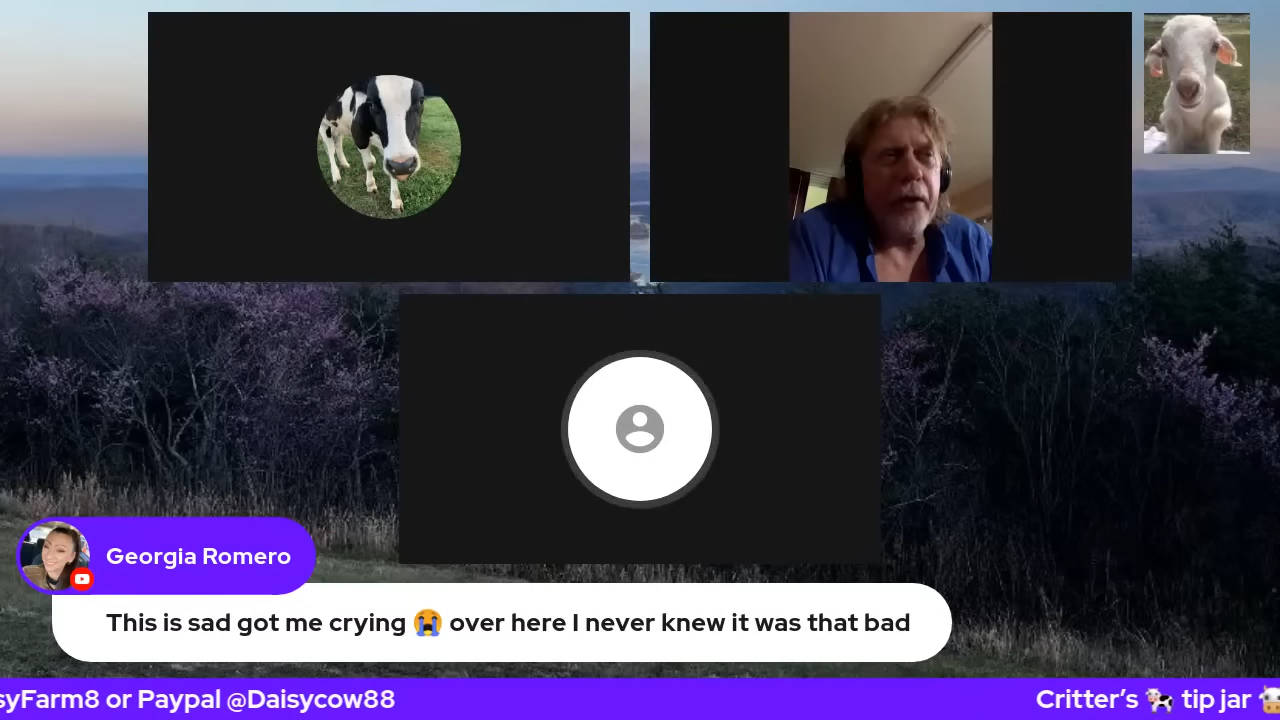 Georgia Romero
This is sad got me crying 😭 over here I never knew it was that bad
syFarm8 or Paypal @Daisycow88
Critter’s 🐄 tip jar 🐮